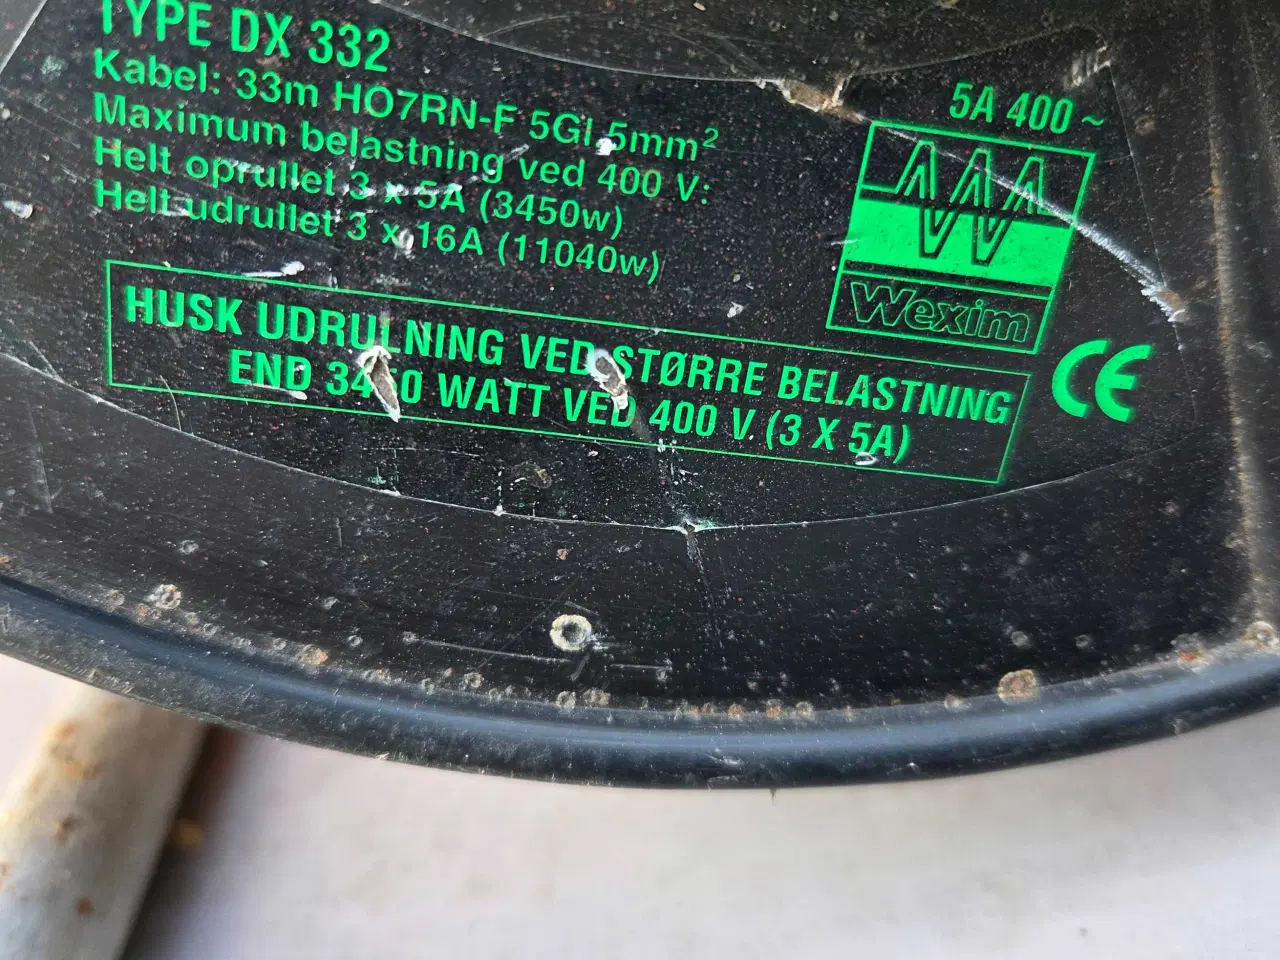 TYPE DX 332
Kabel: 33m HO7RN-F 5G1,5mm²
Maximum belastning ved 400 V:
Helt oprullet 3 x 5A (3450w)
Helt udrullet 3 x 16A (11040w)
5A 400 ~
Wexim
CE
HUSK UDRULNING VED STØRRE BELASTNING
END 3450 WATT VED 400 V (3 X 5A)